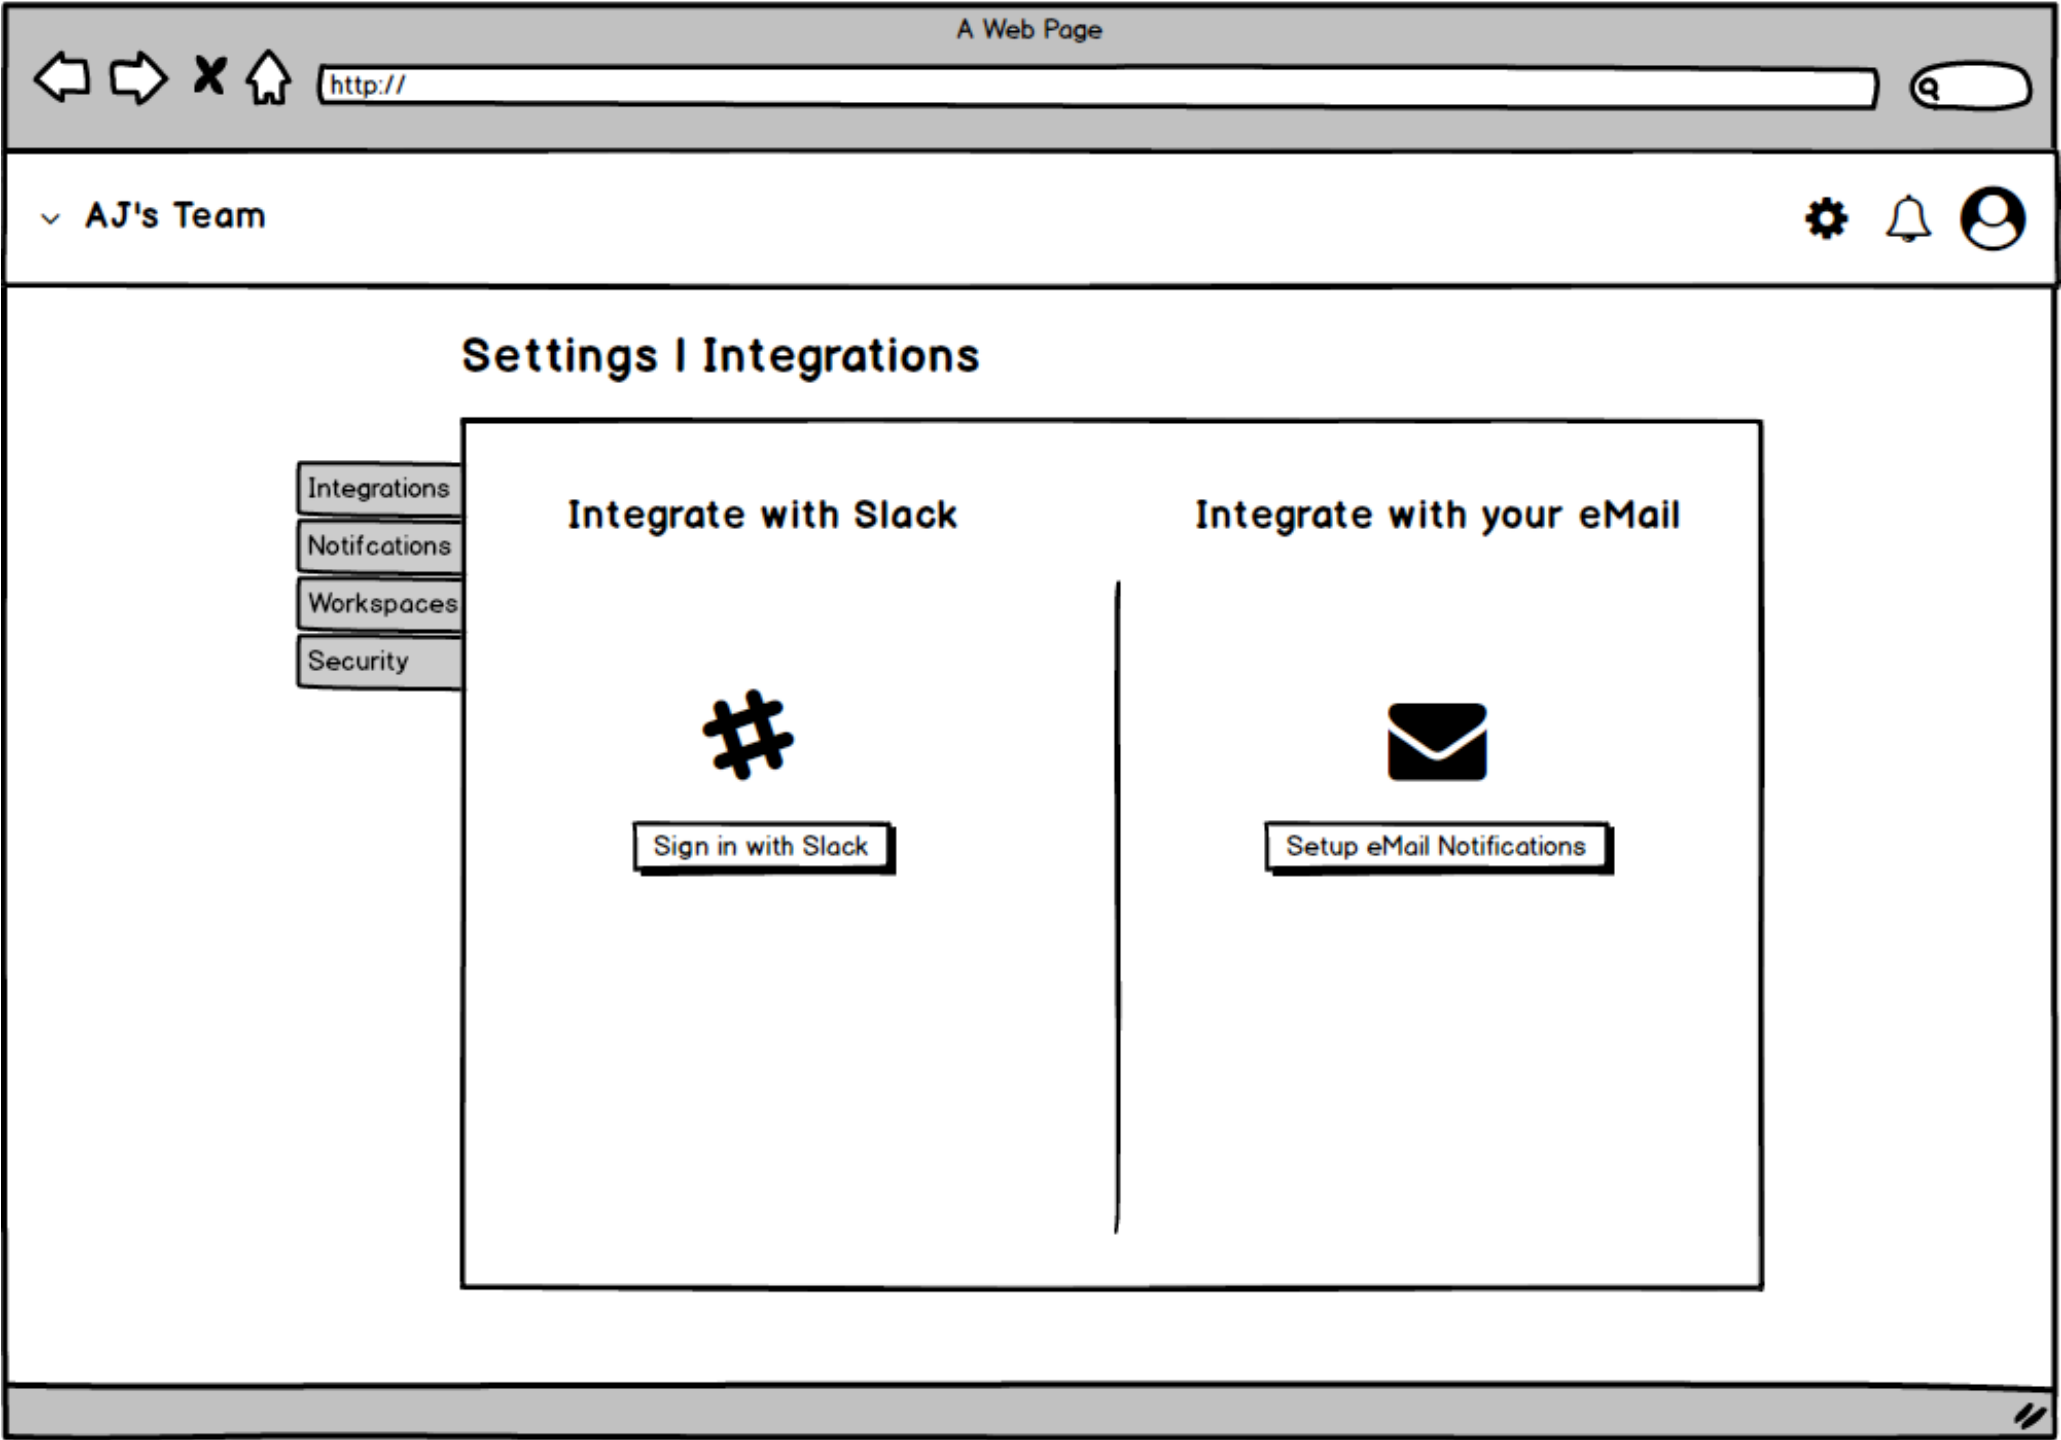 A Web Page
http://
AJ's Team
Settings | Integrations
Integrations
Notifcations
Workspaces
Security
Integrate with Slack
Sign in with Slack
Integrate with your eMail
Setup eMail Notifications